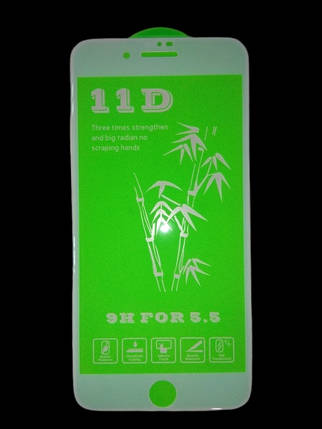 11D
Three times strengthen
and big radian no
scraping hands
9H FOR 5.5